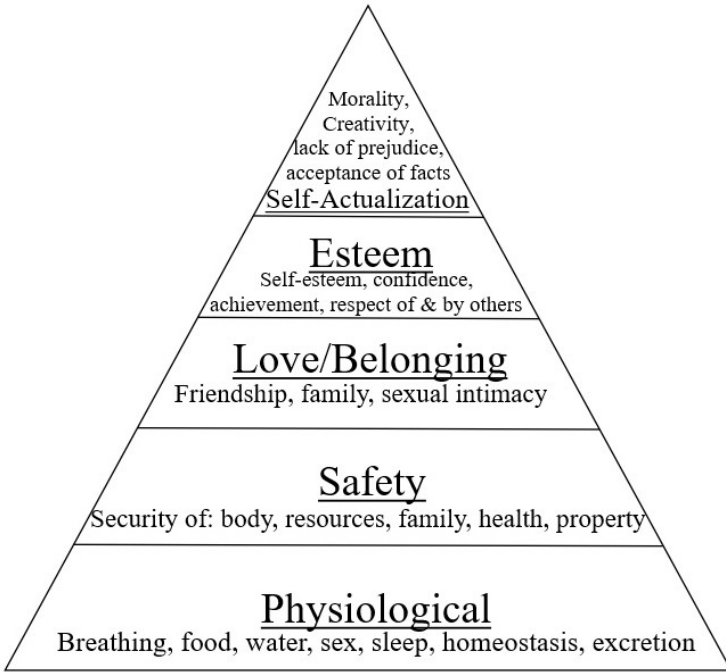 Morality,
Creativity,
lack of prejudice,
acceptance of facts
Self-Actualization
Esteem
Self-esteem, confidence,
achievement, respect of & by others
Love/Belonging
Friendship, family, sexual intimacy
Safety
Security of: body, resources, family, health, property
Physiological
Breathing, food, water, sex, sleep, homeostasis, excretion